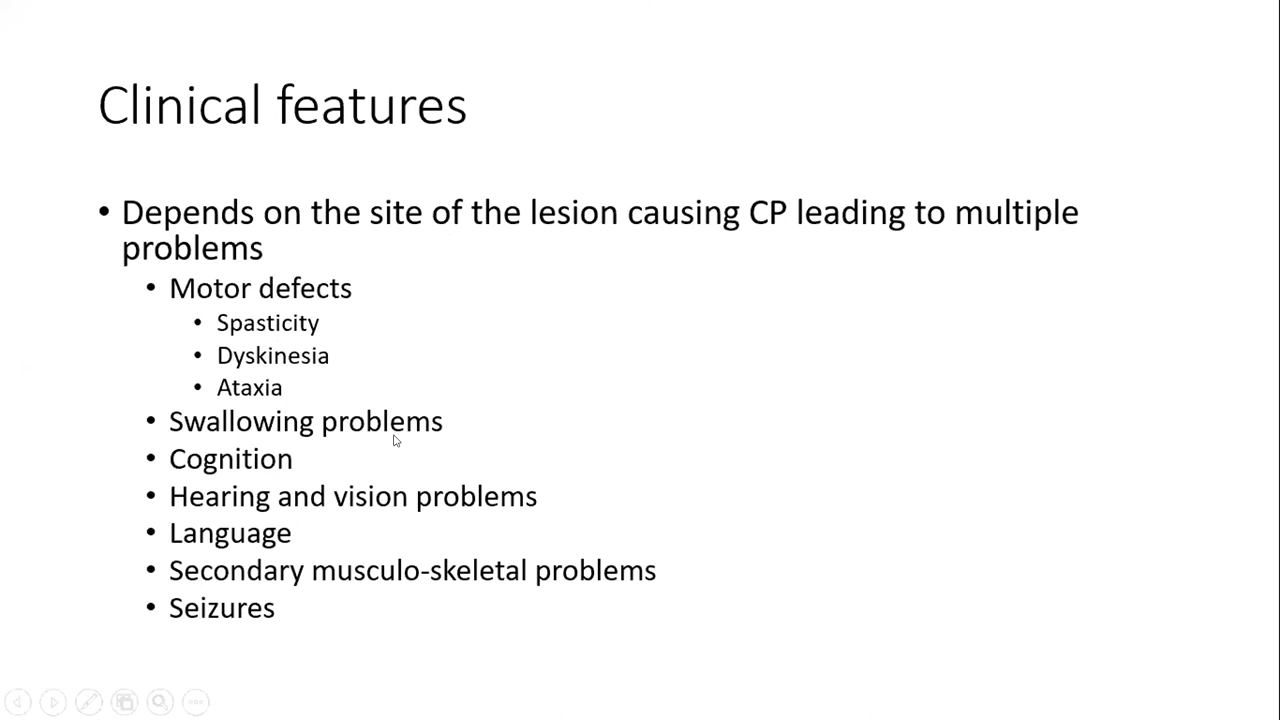 Clinical features
• Depends on the site of the lesion causing CP leading to multiple
problems
• Motor defects
• Spasticity
• Dyskinesia
• Ataxia
• Swallowing problems
• Cognition
• Hearing and vision problems
• Language
• Secondary musculo-skeletal problems
• Seizures